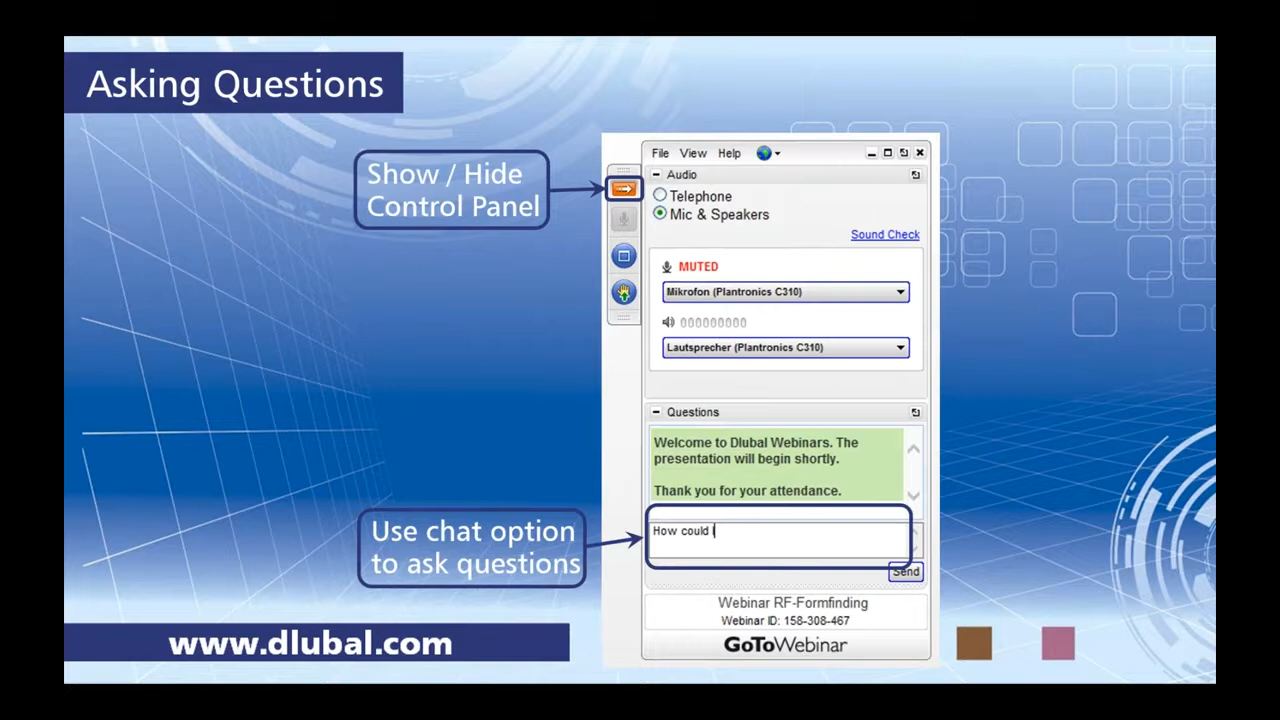 Asking Questions
Show / Hide
Control Panel
File View Help
Audio
Telephone
Mic & Speakers
Sound Check
MUTED
Mikrofon (Plantronics C310)
000000000
Lautsprecher (Plantronics C310)
Questions
Welcome to Dlubal Webinars. The
presentation will begin shortly.
Thank you for your attendance.
Use chat option
to ask questions
How could I
Send
Webinar RF-Formfinding
Webinar ID: 158-308-467
GoToWebinar
www.dlubal.com